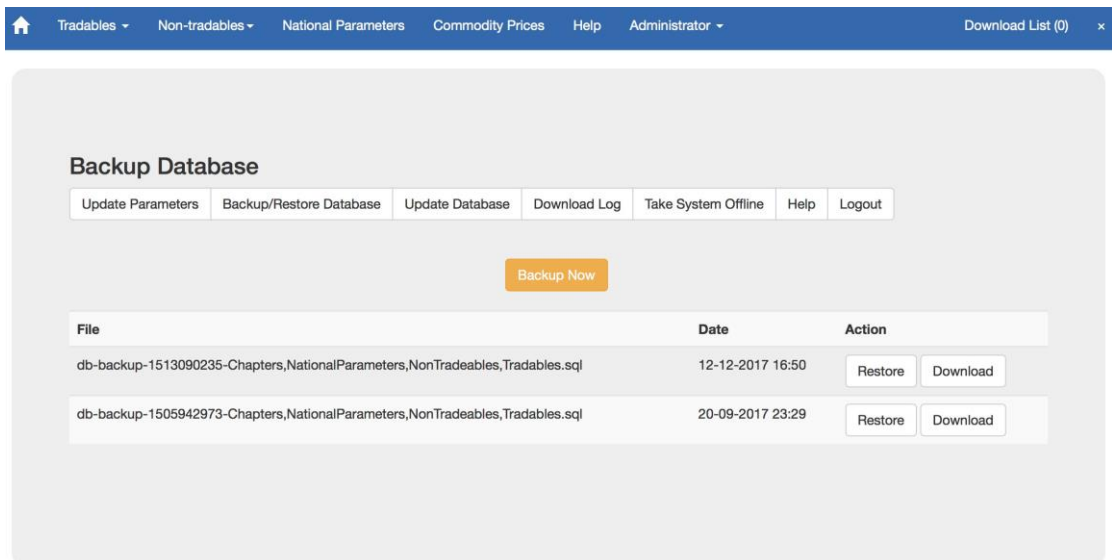 Tradables Non-tradables National Parameters Commodity Prices Help Administrator Download List (0) ×
Backup Database
Update Parameters Backup/Restore Database Update Database Download Log Take System Offline Help Logout
Backup Now
File Date Action
db-backup-1513090235-Chapters,NationalParameters,NonTradeables,Tradables.sql 12-12-2017 16:50 Restore Download
db-backup-1505942973-Chapters,NationalParameters,NonTradeables,Tradables.sql 20-09-2017 23:29 Restore Download